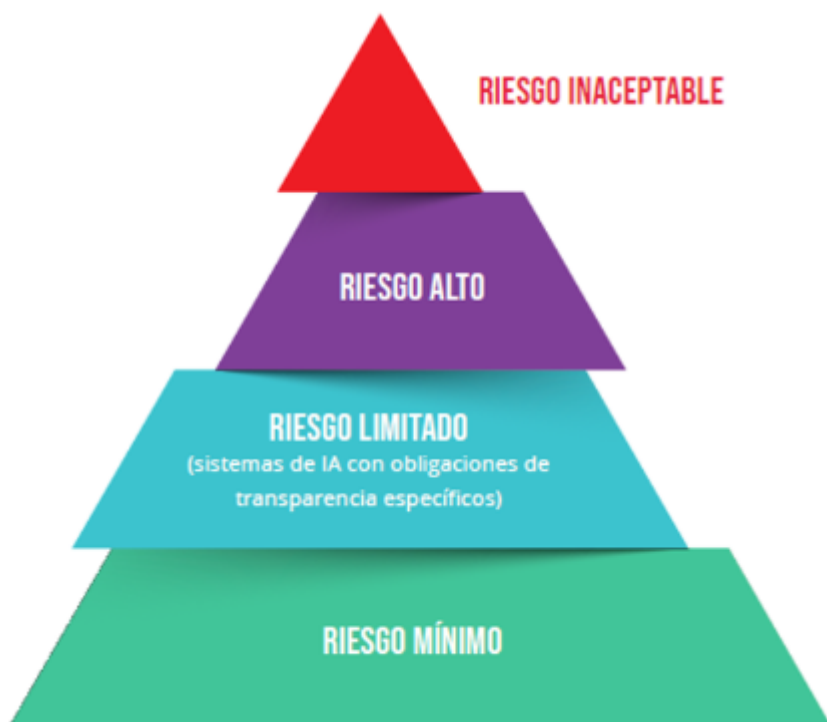 RIESGO INACEPTABLE
RIESGO ALTO
RIESGO LIMITADO
(sistemas de IA con obligaciones de
transparencia específicos)
RIESGO MÍNIMO